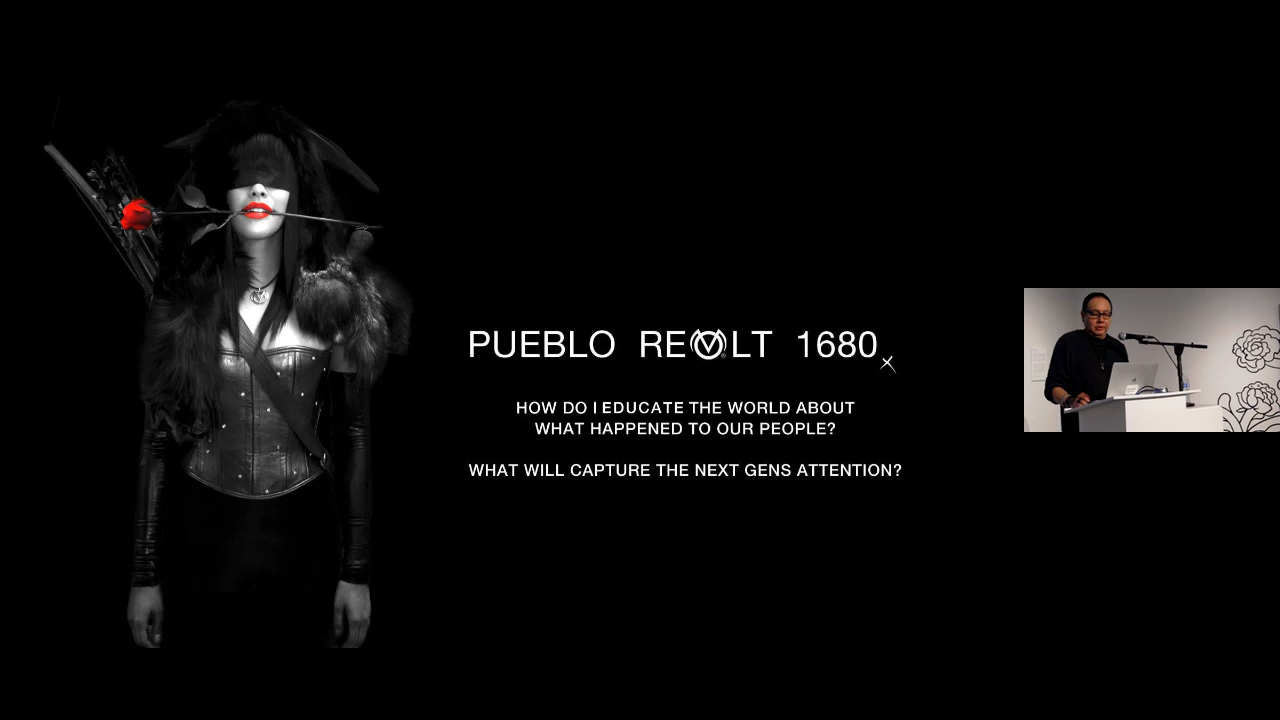 PUEBLO REVOLT 1680
HOW DO I EDUCATE THE WORLD ABOUT
WHAT HAPPENED TO OUR PEOPLE?
WHAT WILL CAPTURE THE NEXT GENS ATTENTION?